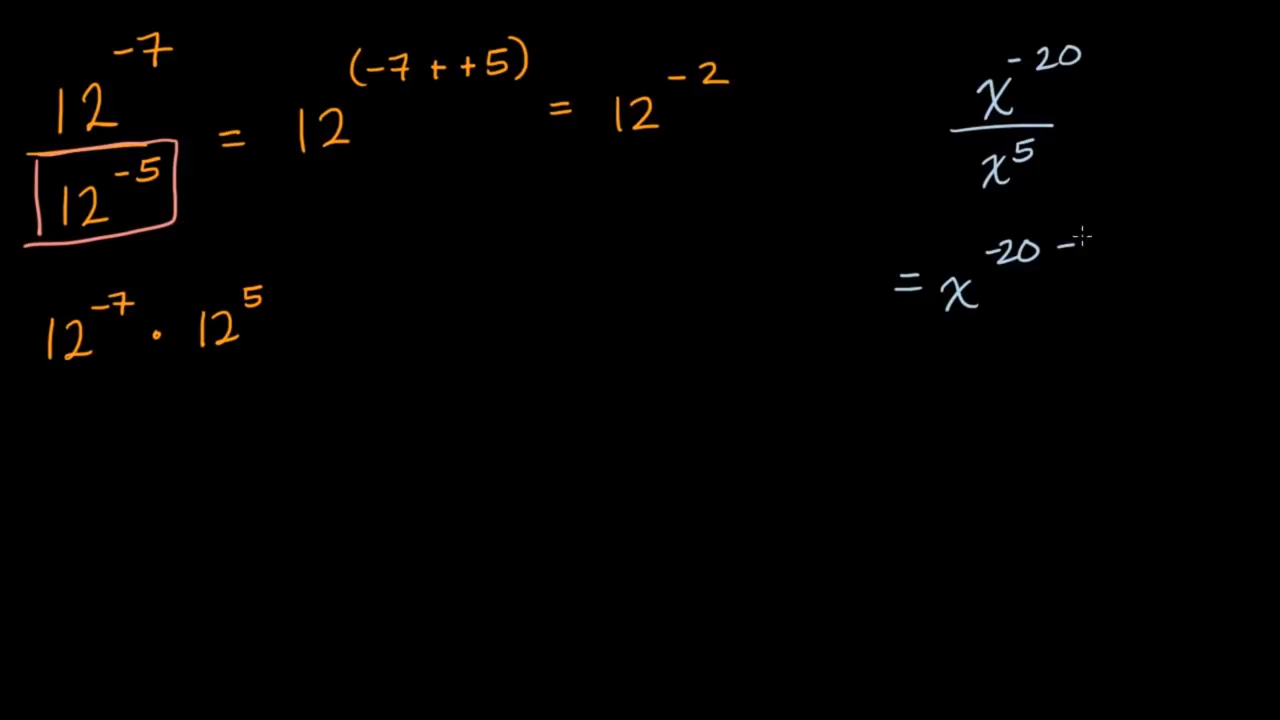 12^{-7} / 12^{-5} = 12^{(-7 + +5)} = 12^{-2}
12^{-7} · 12^{5}
x^{-20} / x^{5}
= x^{-20 -}